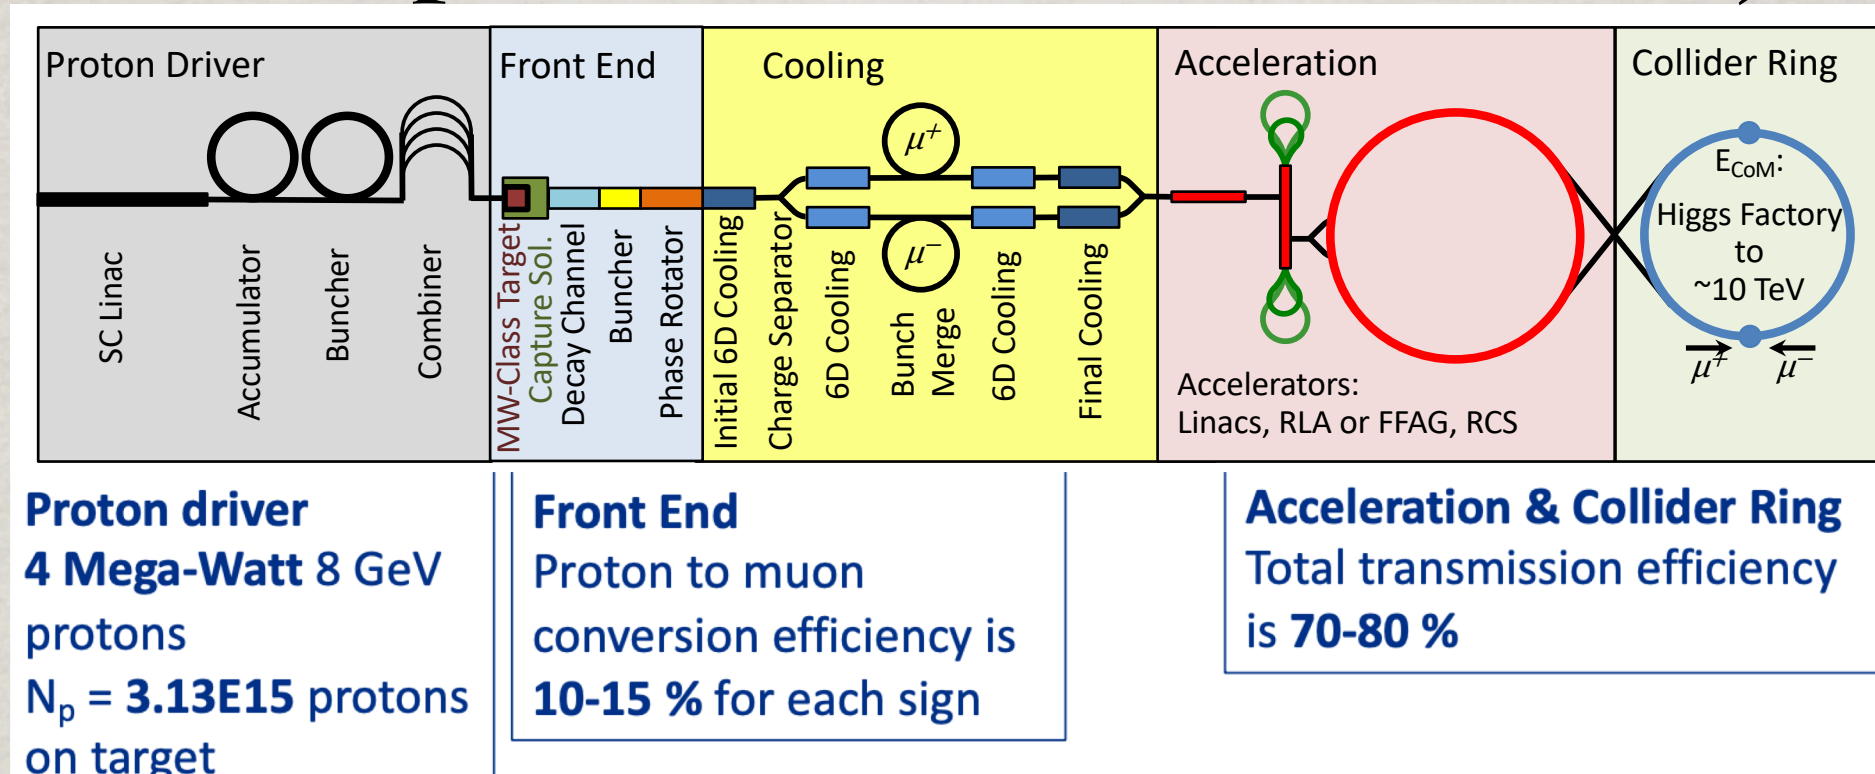 Proton Driver
Front End
Cooling
Acceleration
Collider Ring
SC Linac
Accumulator
Buncher
Combiner
MW-Class Target
Capture Sol.
Decay Channel
Buncher
Phase Rotator
Initial 6D Cooling
Charge Separator
6D Cooling
μ⁺
μ⁻
Bunch
Merge
6D Cooling
Final Cooling
Accelerators:
Linacs, RLA or FFAG, RCS
E_CoM:
Higgs Factory
to
~10 TeV
μ⁺ μ⁻
Proton driver
4 Mega-Watt 8 GeV
protons
N_p = 3.13E15 protons
on target
Front End
Proton to muon
conversion efficiency is
10-15 % for each sign
Acceleration & Collider Ring
Total transmission efficiency
is 70-80 %